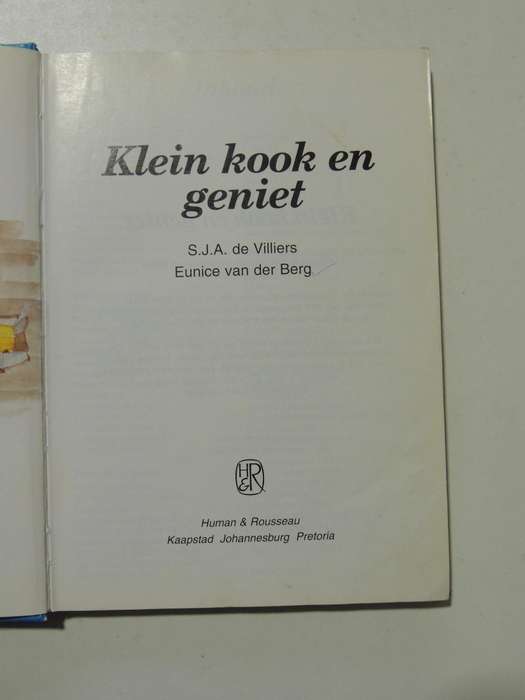 Klein kook en
geniet
S.J.A. de Villiers
Eunice van der Berg
H
&R
Human & Rousseau
Kaapstad Johannesburg Pretoria